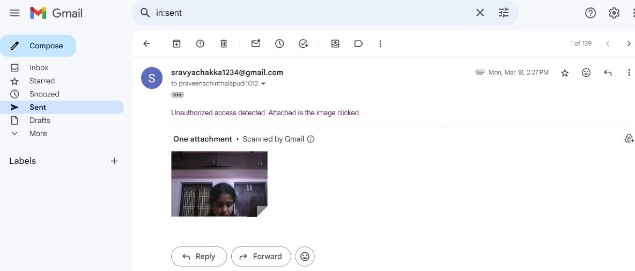 Gmail
in:sent
Compose
1 of 139
Inbox
Starred
Snoozed
Sent
Drafts
More
Labels
sravyachakka1234@gmail.com
Mon, Mar 18, 2:27 PM
to praveenachinthalapudi1012
Unauthorized access detected. Attached is the image clicked.
One attachment • Scanned by Gmail
Reply
Forward